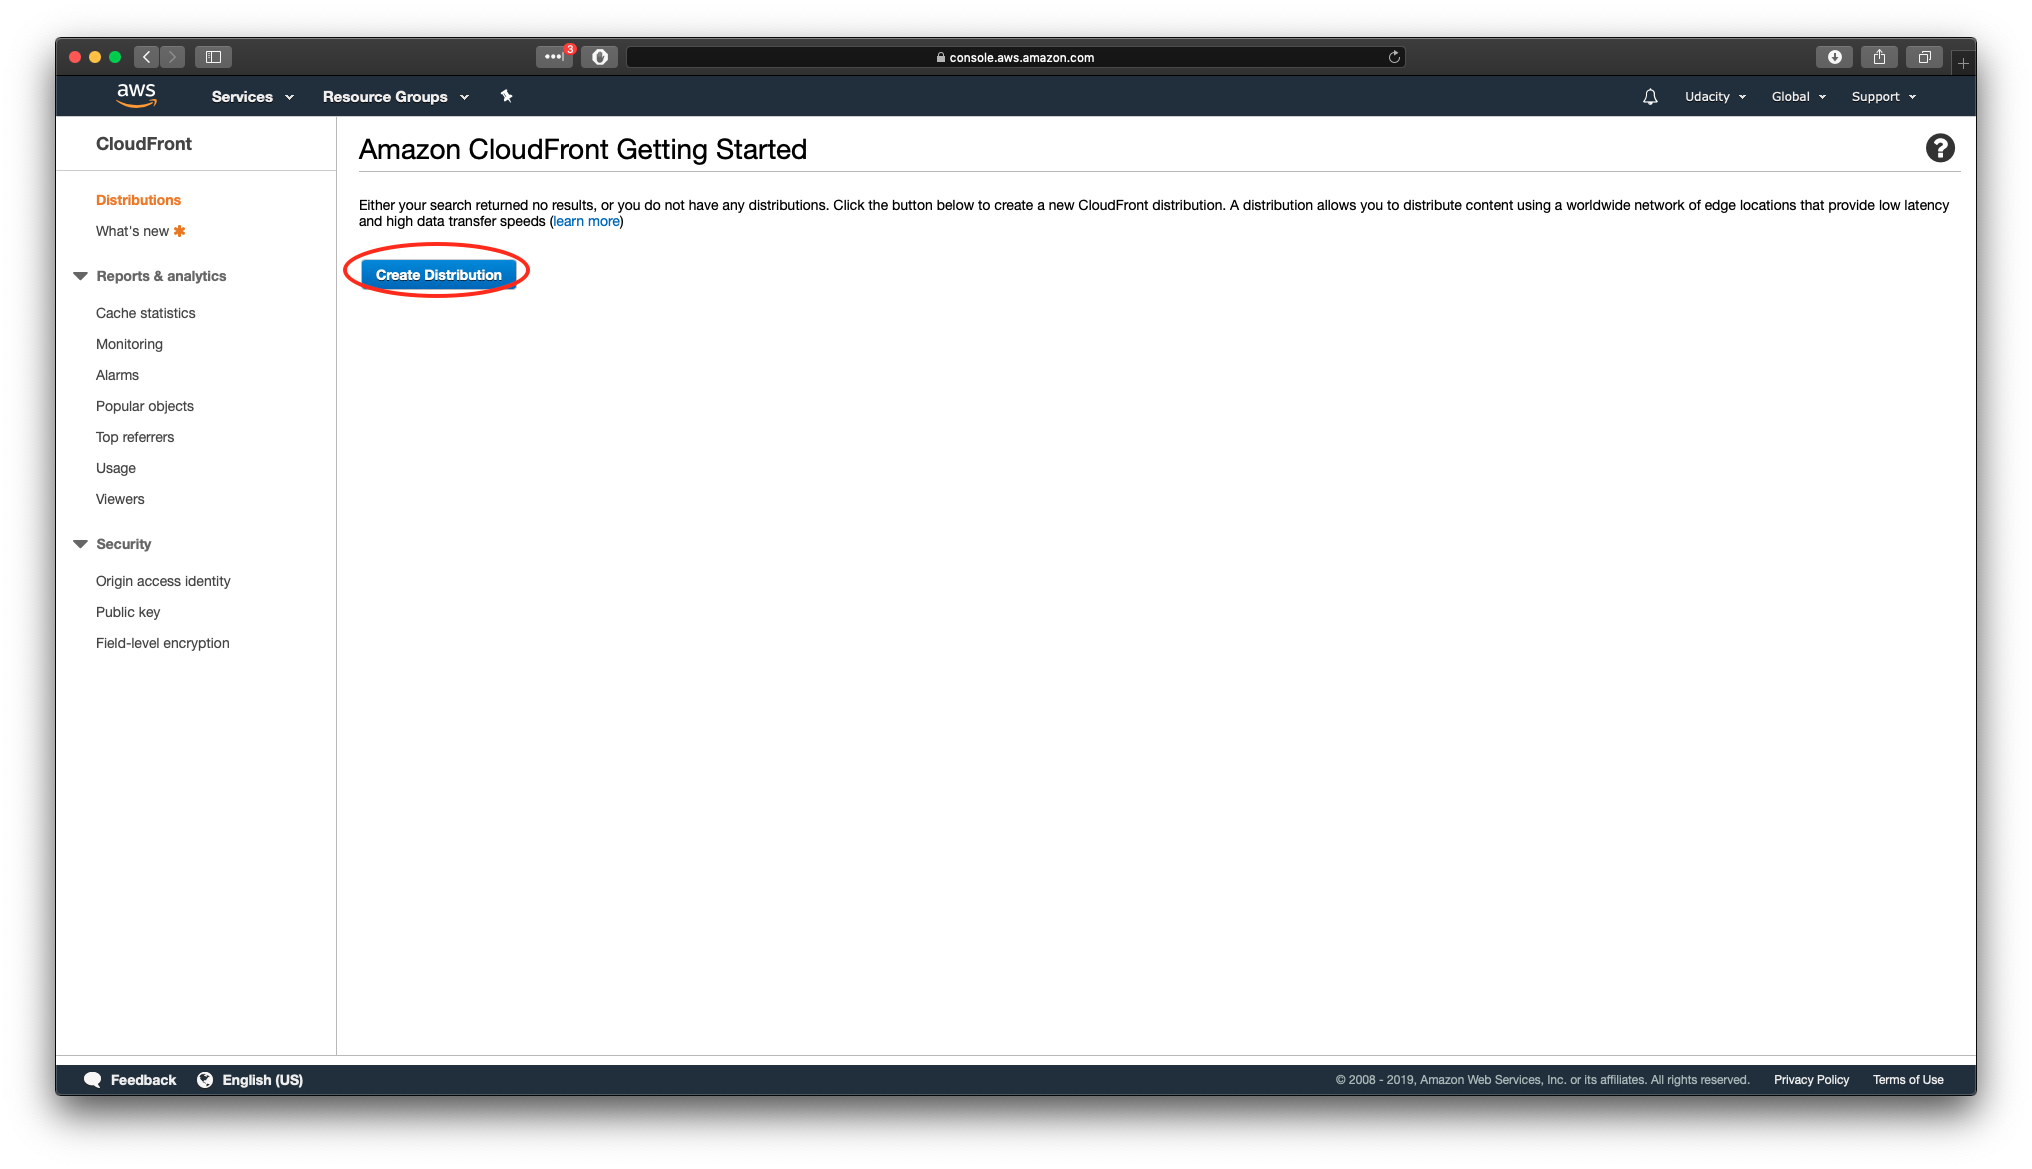 3
console.aws.amazon.com
aws
Services
Resource Groups
Udacity
Global
Support
CloudFront
Distributions
What's new
Reports & analytics
Cache statistics
Monitoring
Alarms
Popular objects
Top referrers
Usage
Viewers
Security
Origin access identity
Public key
Field-level encryption
Amazon CloudFront Getting Started
?
Either your search returned no results, or you do not have any distributions. Click the button below to create a new CloudFront distribution. A distribution allows you to distribute content using a worldwide network of edge locations that provide low latency
and high data transfer speeds (learn more)
Create Distribution
Feedback
English (US)
© 2008 - 2019, Amazon Web Services, Inc. or its affiliates. All rights reserved.
Privacy Policy
Terms of Use